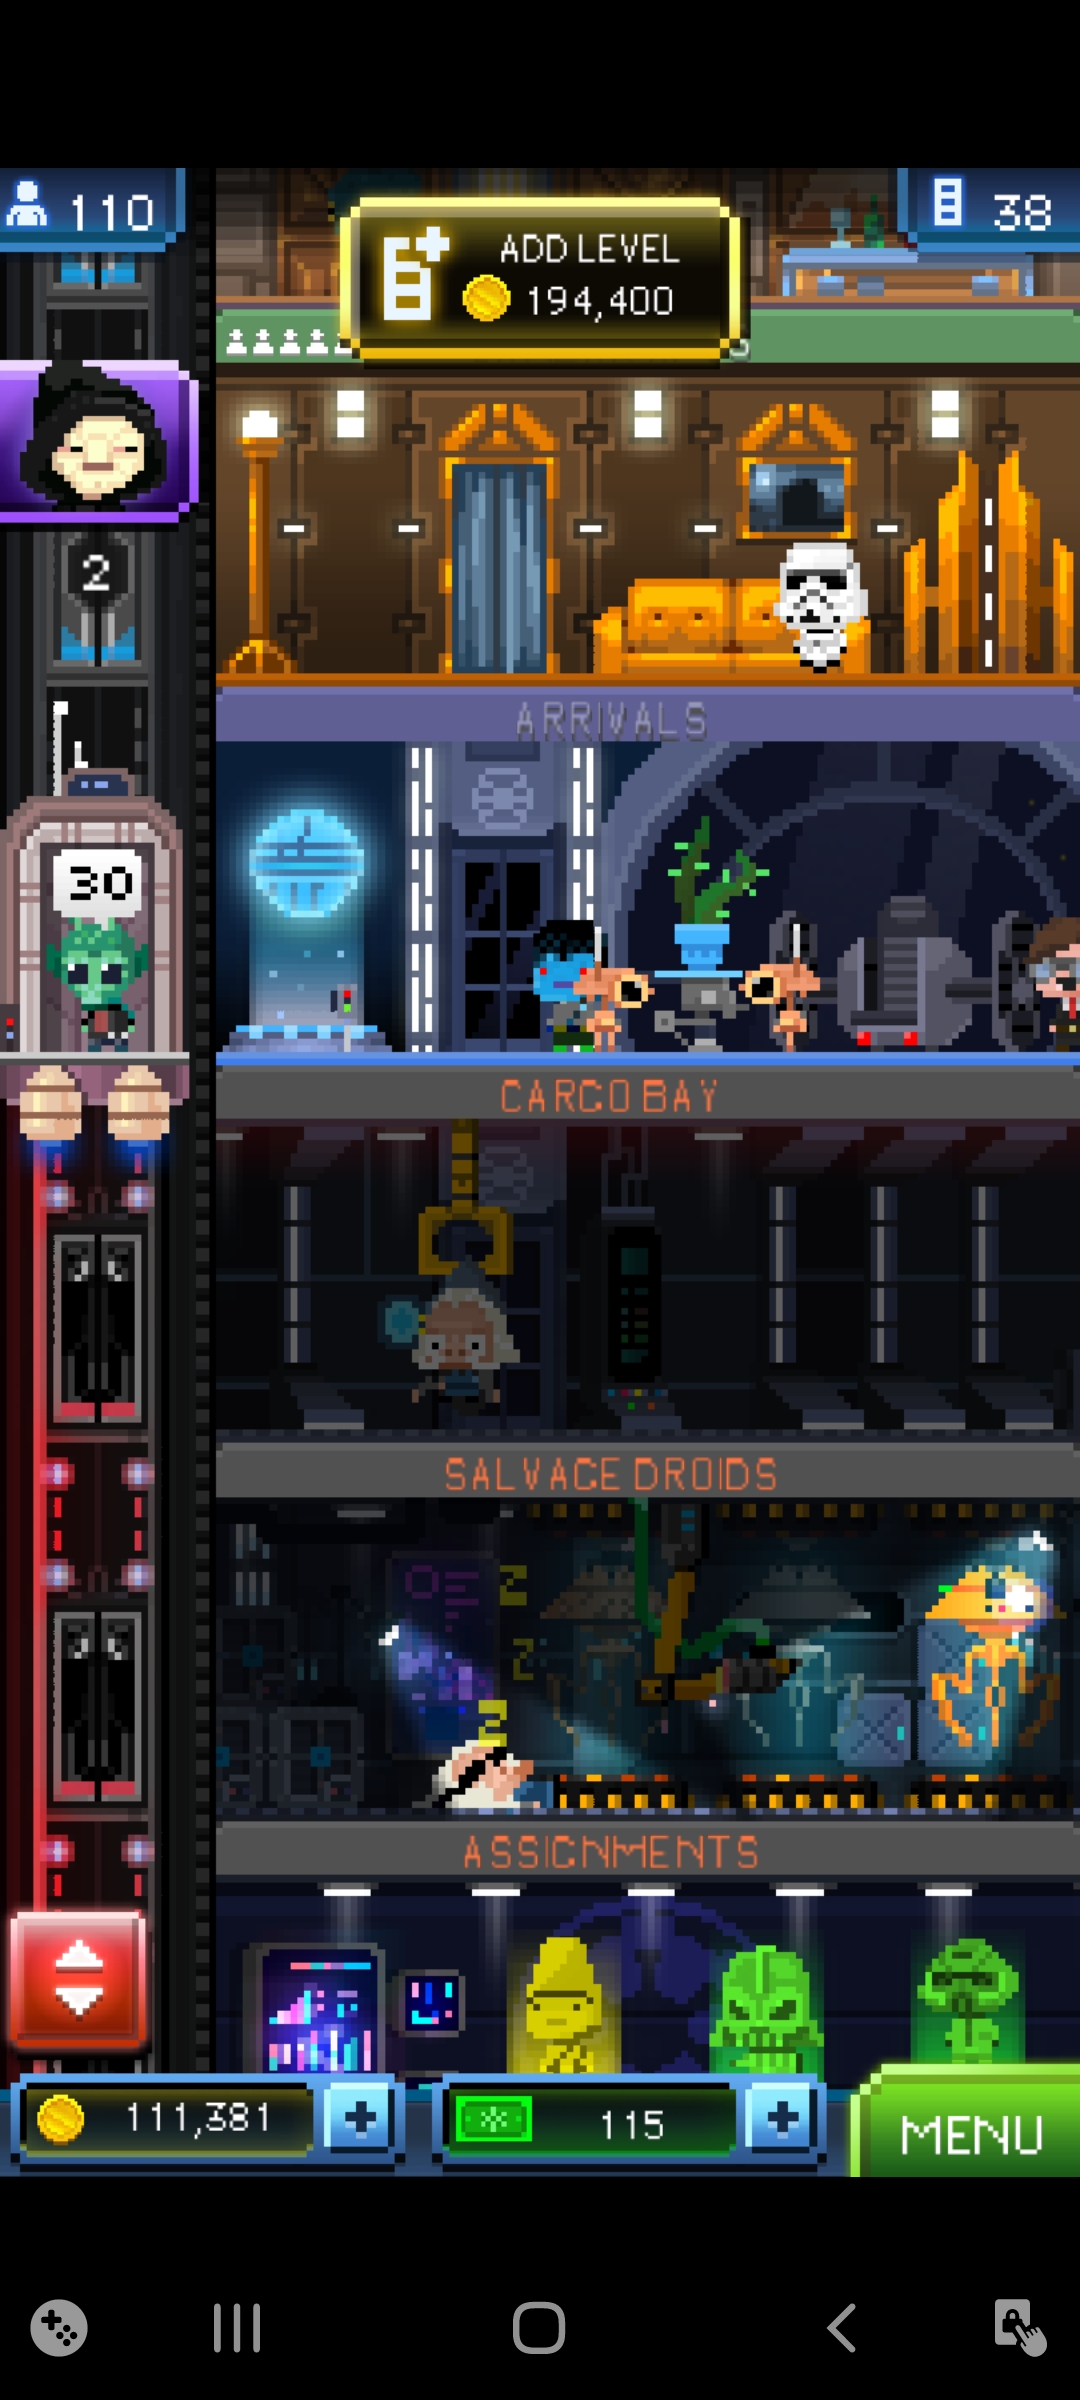 110
38
ADD LEVEL
194,400
2
ARRIVALS
30
CARGO BAY
SALVAGE DROIDS
ASSIGNMENTS
111,381
115
MENU